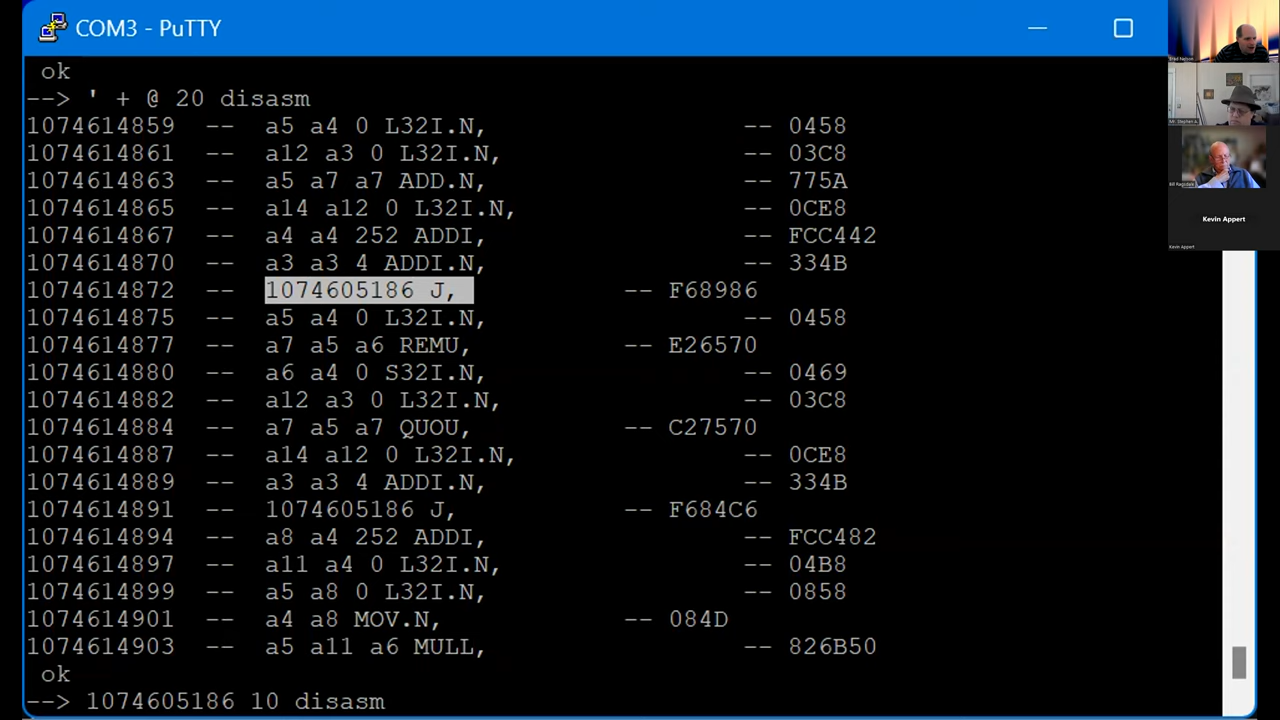 COM3 - PuTTY
ok
--> ' + @ 20 disasm
1074614859 -- a5 a4 0 L32I.N, -- 0458
1074614861 -- a12 a3 0 L32I.N, -- 03C8
1074614863 -- a5 a7 a7 ADD.N, -- 775A
1074614865 -- a14 a12 0 L32I.N, -- 0CE8
1074614867 -- a4 a4 252 ADDI, -- FCC442
1074614870 -- a3 a3 4 ADDI.N, -- 334B
1074614872 -- 1074605186 J, -- F68986
1074614875 -- a5 a4 0 L32I.N, -- 0458
1074614877 -- a7 a5 a6 REMU, -- E26570
1074614880 -- a6 a4 0 S32I.N, -- 0469
1074614882 -- a12 a3 0 L32I.N, -- 03C8
1074614884 -- a7 a5 a7 QUOU, -- C27570
1074614887 -- a14 a12 0 L32I.N, -- 0CE8
1074614889 -- a3 a3 4 ADDI.N, -- 334B
1074614891 -- 1074605186 J, -- F684C6
1074614894 -- a8 a4 252 ADDI, -- FCC482
1074614897 -- a11 a4 0 L32I.N, -- 04B8
1074614899 -- a5 a8 0 L32I.N, -- 0858
1074614901 -- a4 a8 MOV.N, -- 084D
1074614903 -- a5 a11 a6 MULL, -- 826B50
ok
--> 1074605186 10 disasm
Bill Ragsdale
Kevin Appert
Kevin Appert